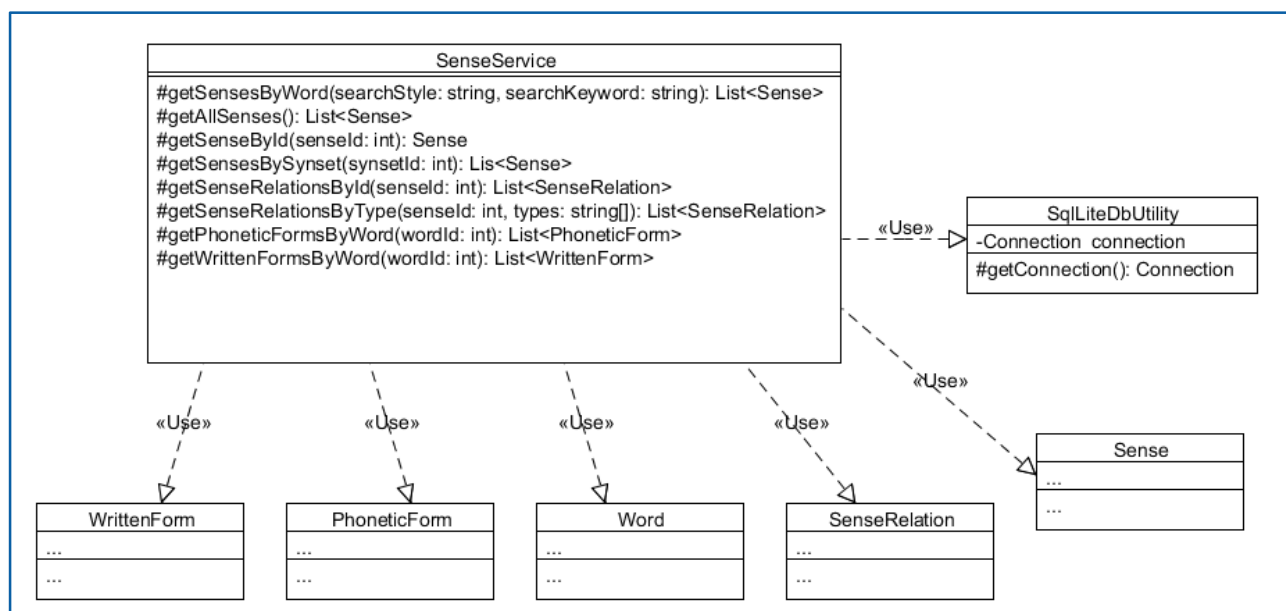 SenseService
#getSensesByWord(searchStyle: string, searchKeyword: string): List<Sense>
#getAllSenses(): List<Sense>
#getSenseById(senseId: int): Sense
#getSensesBySynset(synsetId: int): Lis<Sense>
#getSenseRelationsById(senseId: int): List<SenseRelation>
#getSenseRelationsByType(senseId: int, types: string[]): List<SenseRelation>
#getPhoneticFormsByWord(wordId: int): List<PhoneticForm>
#getWrittenFormsByWord(wordId: int): List<WrittenForm>
«Use»
SqlLiteDbUtility
-Connection connection
#getConnection(): Connection
«Use»
«Use»
«Use»
«Use»
«Use»
Sense
...
...
WrittenForm
...
...
PhoneticForm
...
...
Word
...
...
SenseRelation
...
...